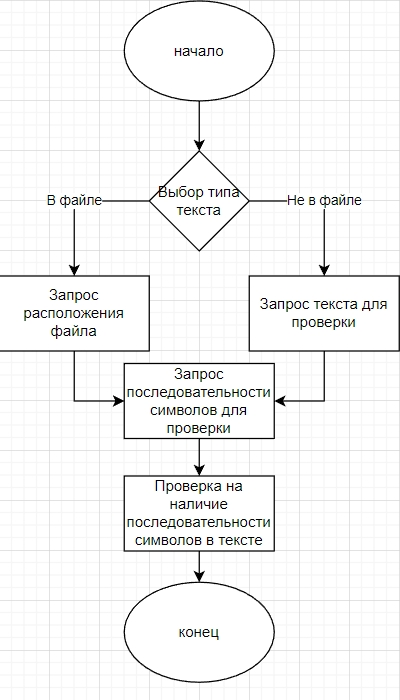 начало
Выбор типа
текста
В файле
Не в файле
Запрос
расположения
файла
Запрос текста для
проверки
Запрос
последовательности
символов для
проверки
Проверка на
наличие
последовательности
символов в тексте
конец